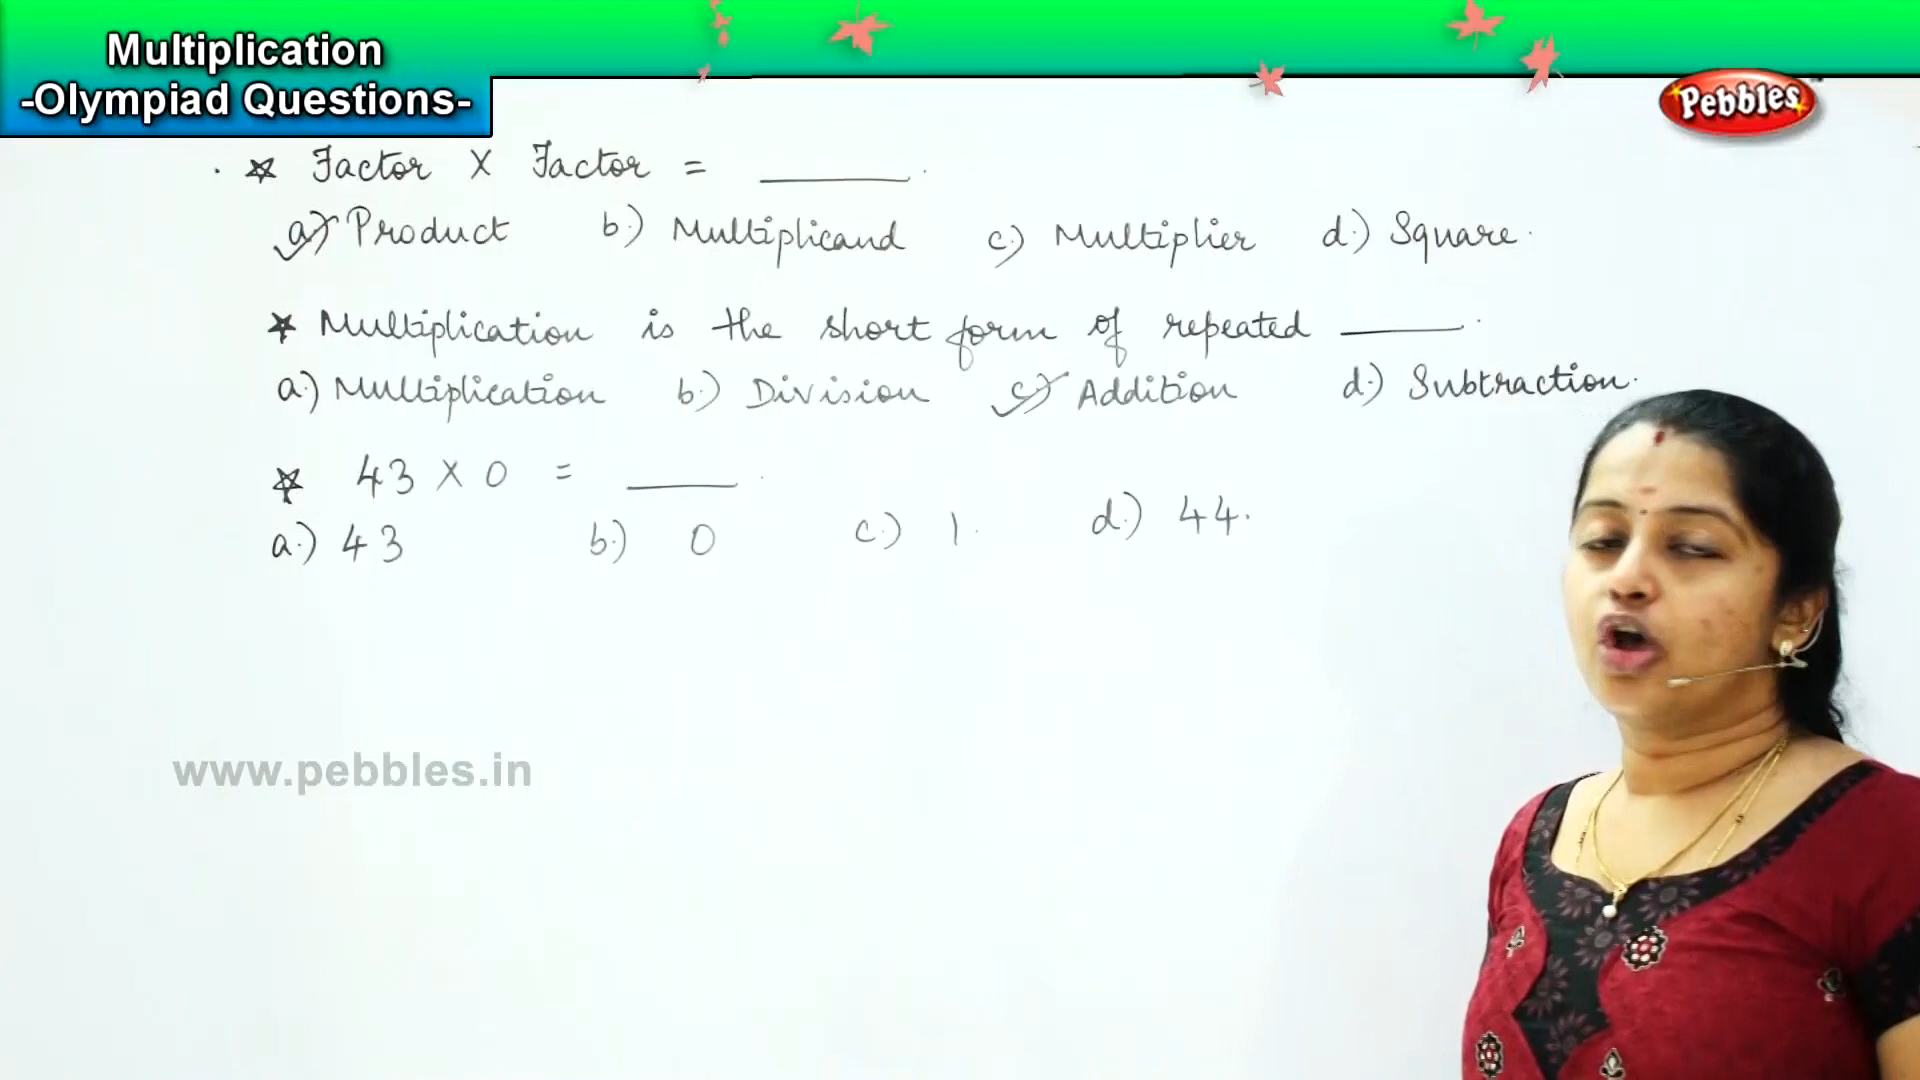 Multiplication
-Olympiad Questions-
Pebbles
☆ Factor X Factor = ______.
a.) Product b.) Multiplicand c.) Multiplier d.) Square.
☆ Multiplication is the short form of repeated ______.
a.) Multiplication b.) Division c.) Addition d.) Subtraction.
☆ 43 X 0 = ______.
a.) 43 b.) 0 c.) 1. d.) 44.
www.pebbles.in